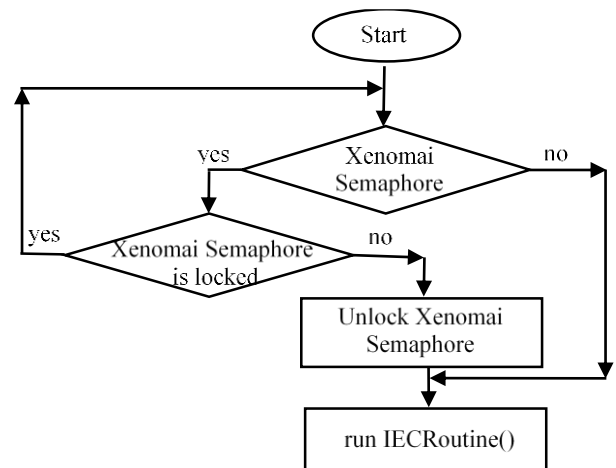 Start
yes
Xenomai
Semaphore
no
yes
Xenomai Semaphore
is locked
no
Unlock Xenomai
Semaphore
run IECRoutine()